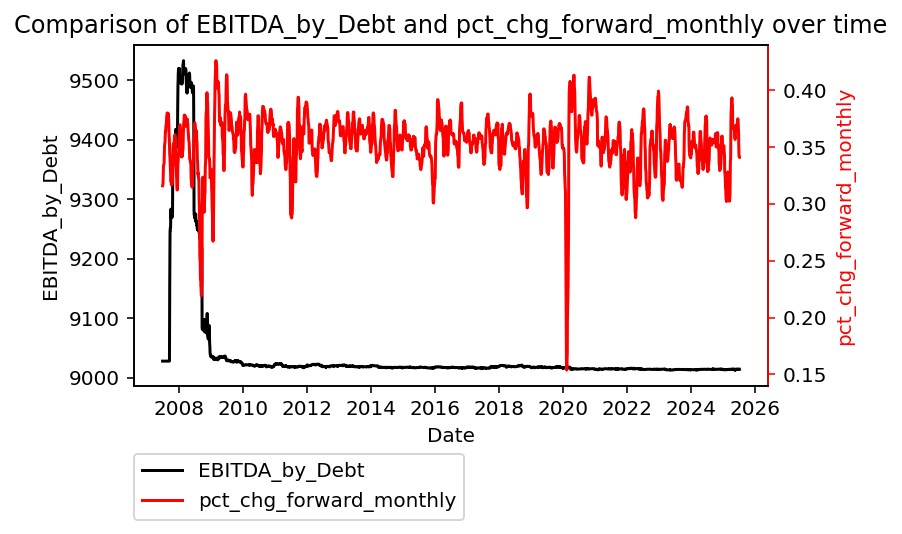 Comparison of EBITDA_by_Debt and pct_chg_forward_monthly over time
EBITDA_by_Debt
9500
9400
9300
9200
9100
9000
0.40
0.35
0.30
0.25
0.20
0.15
pct_chg_forward_monthly
2008 2010 2012 2014 2016 2018 2020 2022 2024 2026
Date
EBITDA_by_Debt
pct_chg_forward_monthly